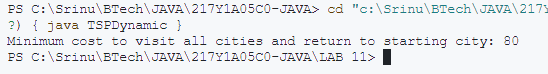 PS C:\Srinu\BTech\JAVA\217Y1A05C0-JAVA> cd "c:\Srinu\BTech\JAVA\217Y
?) { java TSPDynamic }
Minimum cost to visit all cities and return to starting city: 80
PS C:\Srinu\BTech\JAVA\217Y1A05C0-JAVA\LAB 11>